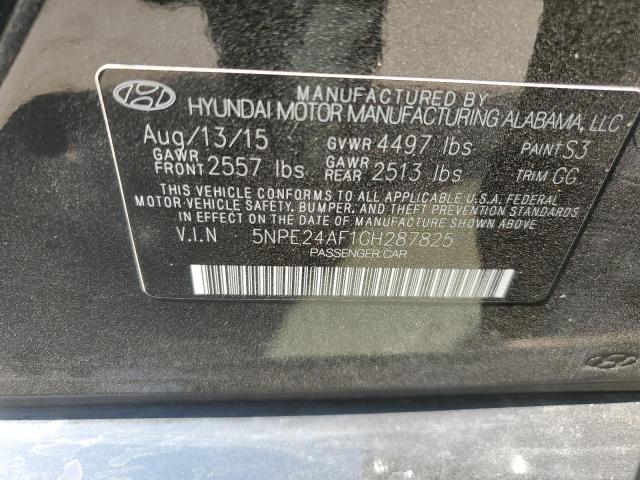 MANUFACTURED BY
HYUNDAI MOTOR MANUFACTURING ALABAMA, LLC
Aug/13/15 GVWR 4497 lbs PAINT S3
GAWR FRONT 2557 lbs GAWR REAR 2513 lbs TRIM GG
THIS VEHICLE CONFORMS TO ALL APPLICABLE U.S.A. FEDERAL
MOTOR VEHICLE SAFETY, BUMPER, AND THEFT PREVENTION STANDARDS
IN EFFECT ON THE DATE OF MANUFACTURE SHOWN ABOVE.
V.I.N 5NPE24AF1GH287825
PASSENGER CAR